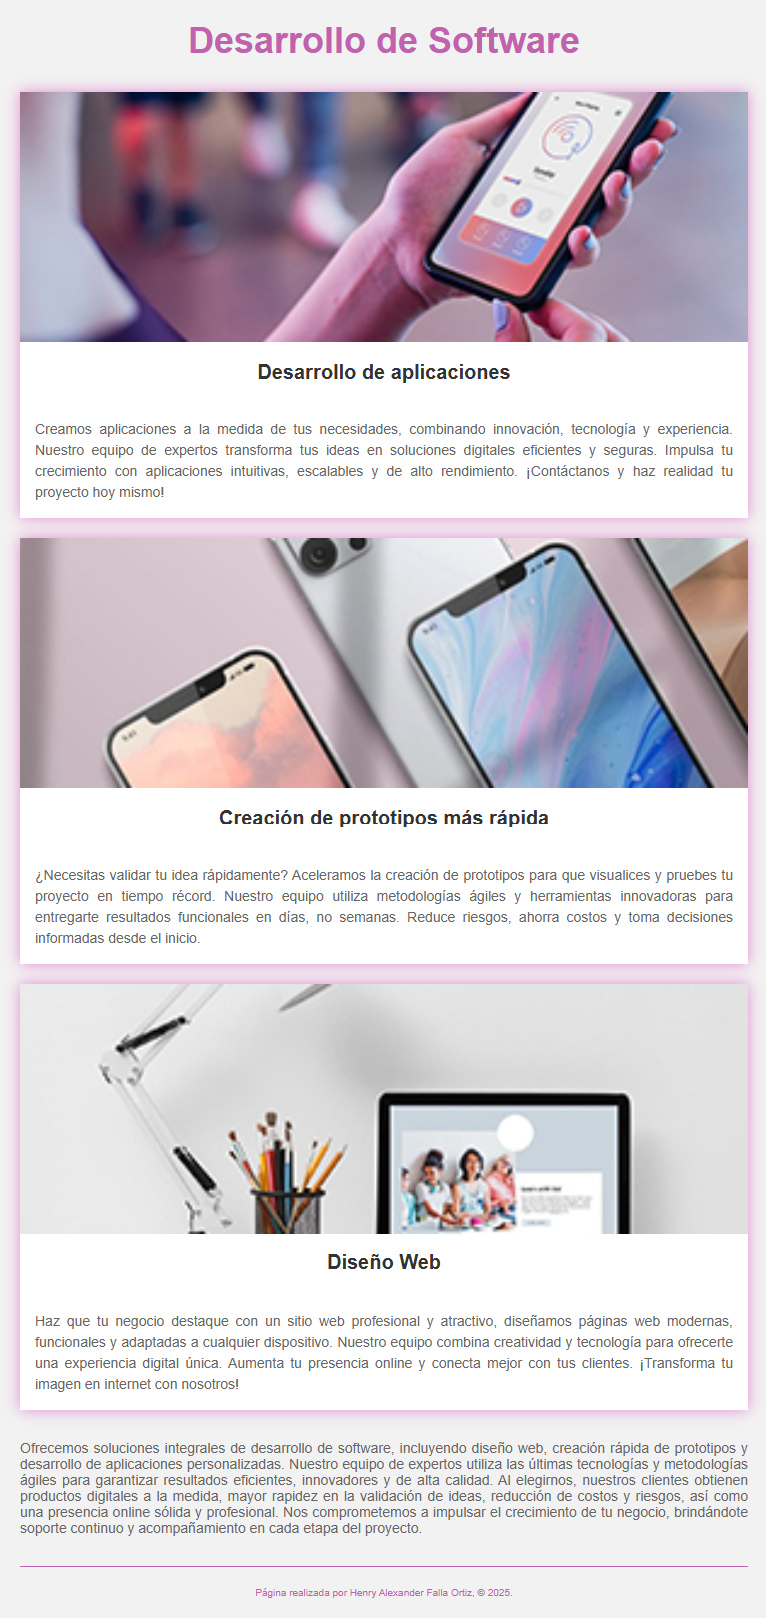 Desarrollo de Software
Desarrollo de aplicaciones
Creamos aplicaciones a la medida de tus necesidades, combinando innovación, tecnología y experiencia.
Nuestro equipo de expertos transforma tus ideas en soluciones digitales eficientes y seguras. Impulsa tu
crecimiento con aplicaciones intuitivas, escalables y de alto rendimiento. ¡Contáctanos y haz realidad tu
proyecto hoy mismo!
9:41
9:41
Creación de prototipos más rápida
¿Necesitas validar tu idea rápidamente? Aceleramos la creación de prototipos para que visualices y pruebes tu
proyecto en tiempo récord. Nuestro equipo utiliza metodologías ágiles y herramientas innovadoras para
entregarte resultados funcionales en días, no semanas. Reduce riesgos, ahorra costos y toma decisiones
informadas desde el inicio.
Diseño Web
Haz que tu negocio destaque con un sitio web profesional y atractivo, diseñamos páginas web modernas,
funcionales y adaptadas a cualquier dispositivo. Nuestro equipo combina creatividad y tecnología para ofrecerte
una experiencia digital única. Aumenta tu presencia online y conecta mejor con tus clientes. ¡Transforma tu
imagen en internet con nosotros!
Ofrecemos soluciones integrales de desarrollo de software, incluyendo diseño web, creación rápida de prototipos y
desarrollo de aplicaciones personalizadas. Nuestro equipo de expertos utiliza las últimas tecnologías y metodologías
ágiles para garantizar resultados eficientes, innovadores y de alta calidad. Al elegirnos, nuestros clientes obtienen
productos digitales a la medida, mayor rapidez en la validación de ideas, reducción de costos y riesgos, así como
una presencia online sólida y profesional. Nos comprometemos a impulsar el crecimiento de tu negocio, brindándote
soporte continuo y acompañamiento en cada etapa del proyecto.
Página realizada por Henry Alexander Falla Ortiz, © 2025.